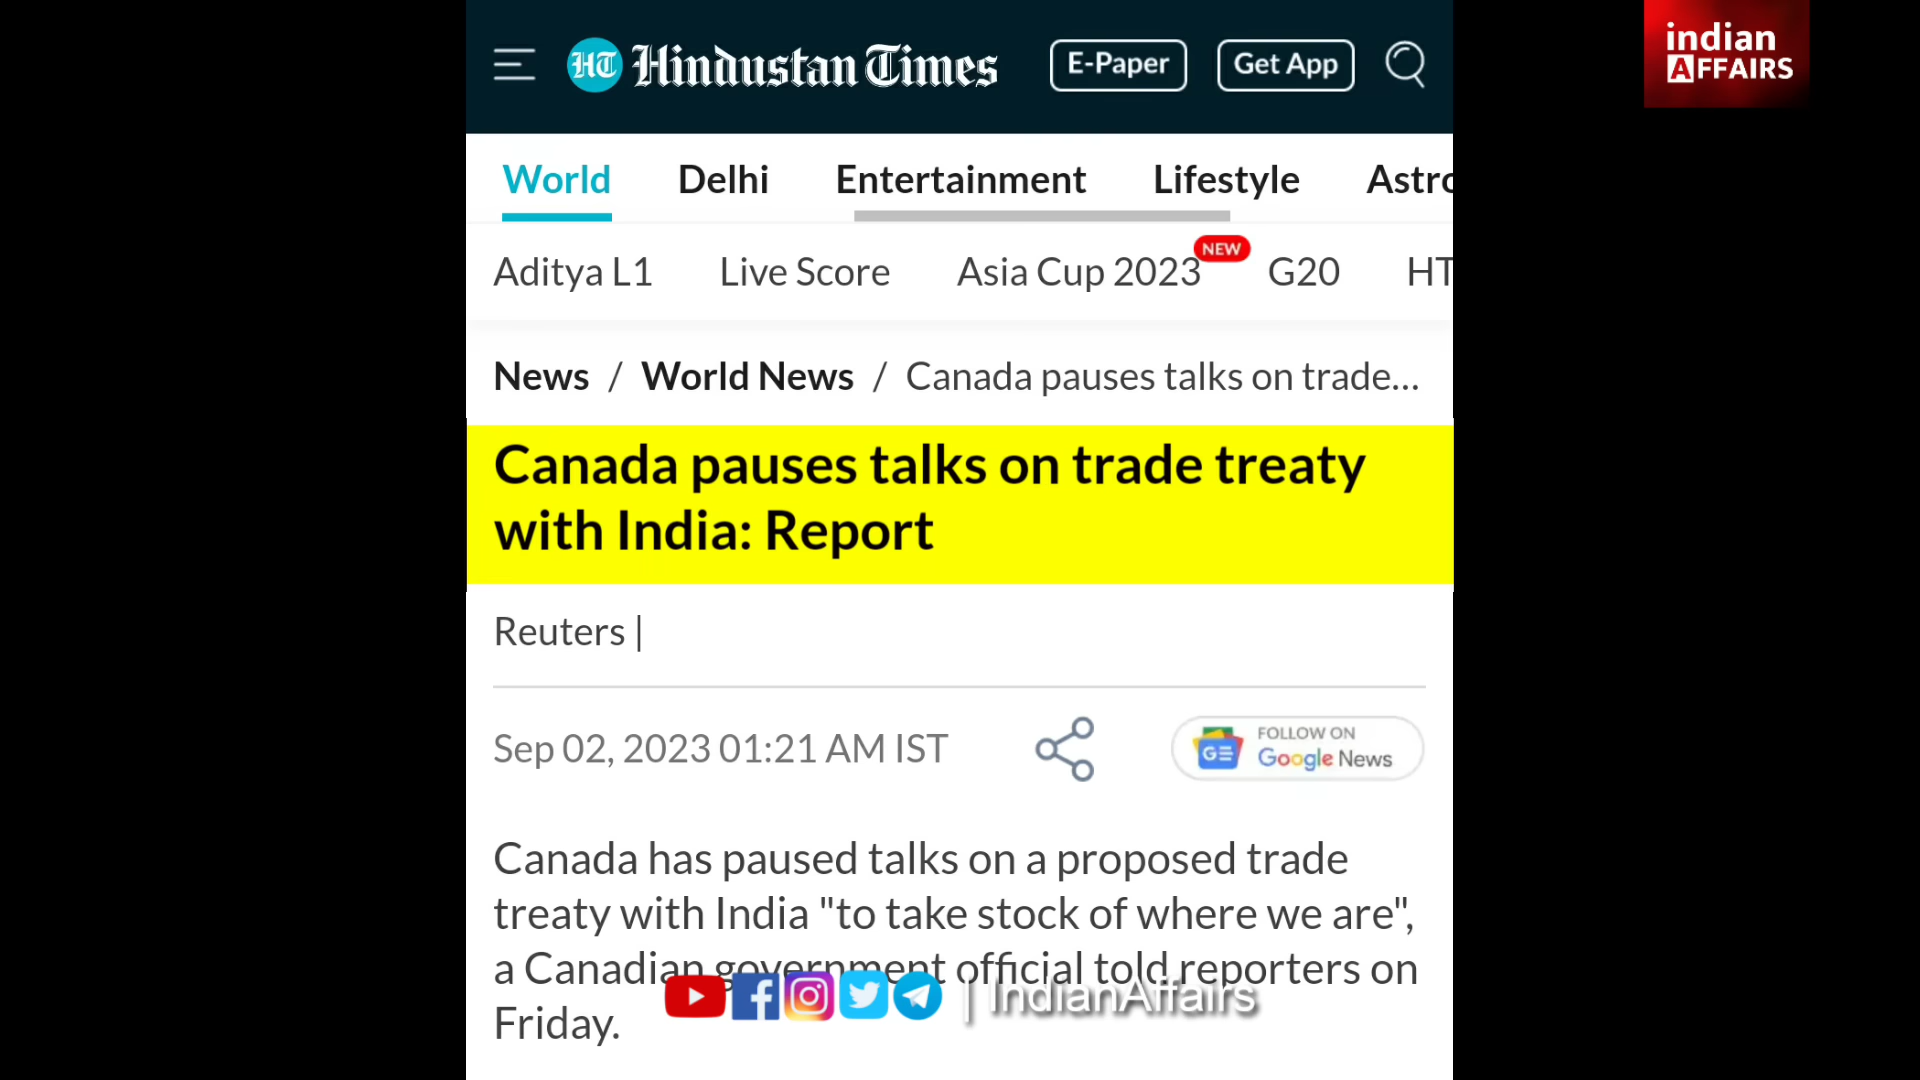 HT Hindustan Times E-Paper Get App
indian
AFFAIRS
World Delhi Entertainment Lifestyle Astro
Aditya L1 Live Score Asia Cup 2023 NEW G20 HT
News / World News / Canada pauses talks on trade...
Canada pauses talks on trade treaty
with India: Report
Reuters |
Sep 02, 2023 01:21 AM IST
FOLLOW ON
Google News
GE
Canada has paused talks on a proposed trade
treaty with India "to take stock of where we are",
a Canadian government official told reporters on
Friday.
| IndianAffairs